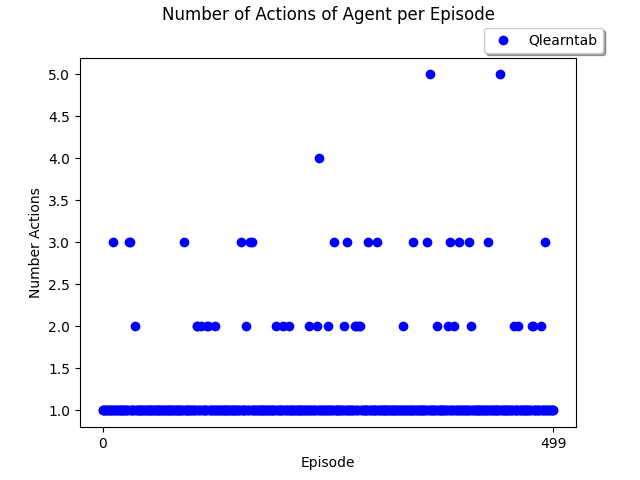 Number of Actions of Agent per Episode
Qlearntab
5.0
4.5
4.0
3.5
3.0
2.5
2.0
1.5
1.0
Number Actions
0 499
Episode